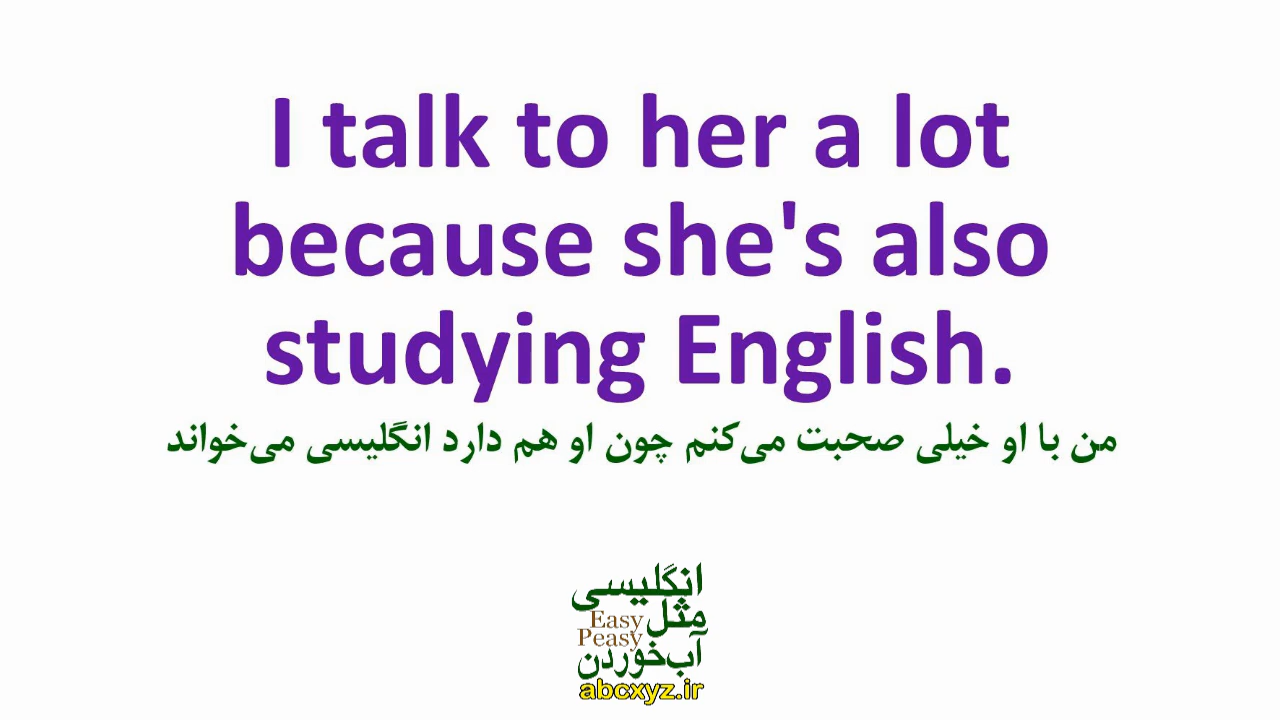 I talk to her a lot
because she's also
studying English.
من با او خیلی صحبت می‌کنم چون او هم دارد انگلیسی می‌خواند
انگلیسی
مثل
Easy
Peasy
آب‌خوردن
abcxyz.ir